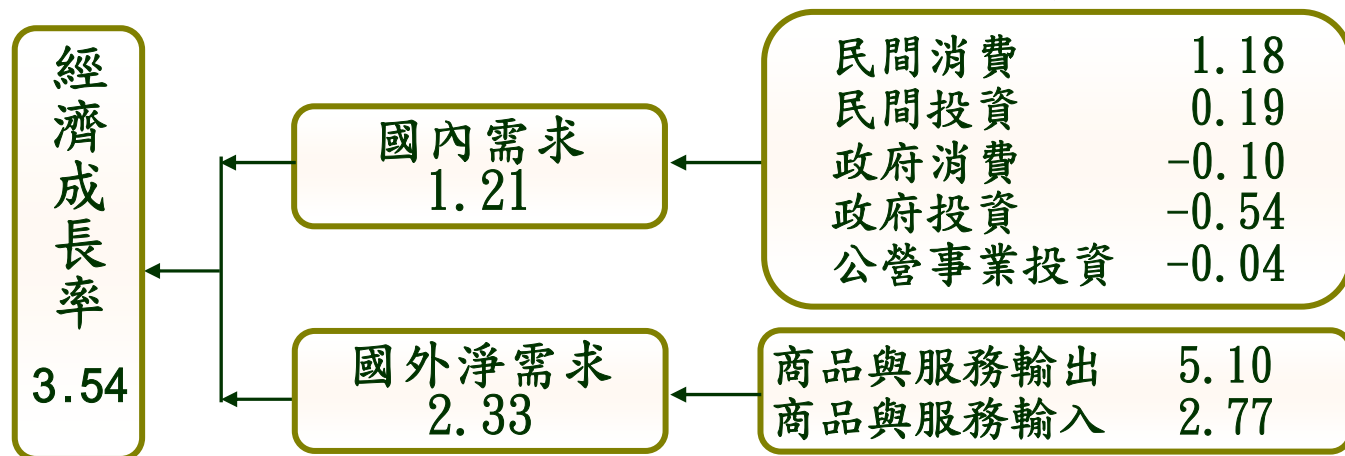 經濟成長率
3.54
國內需求
1.21
國外淨需求
2.33
民間消費 1.18
民間投資 0.19
政府消費 -0.10
政府投資 -0.54
公營事業投資 -0.04
商品與服務輸出 5.10
商品與服務輸入 2.77